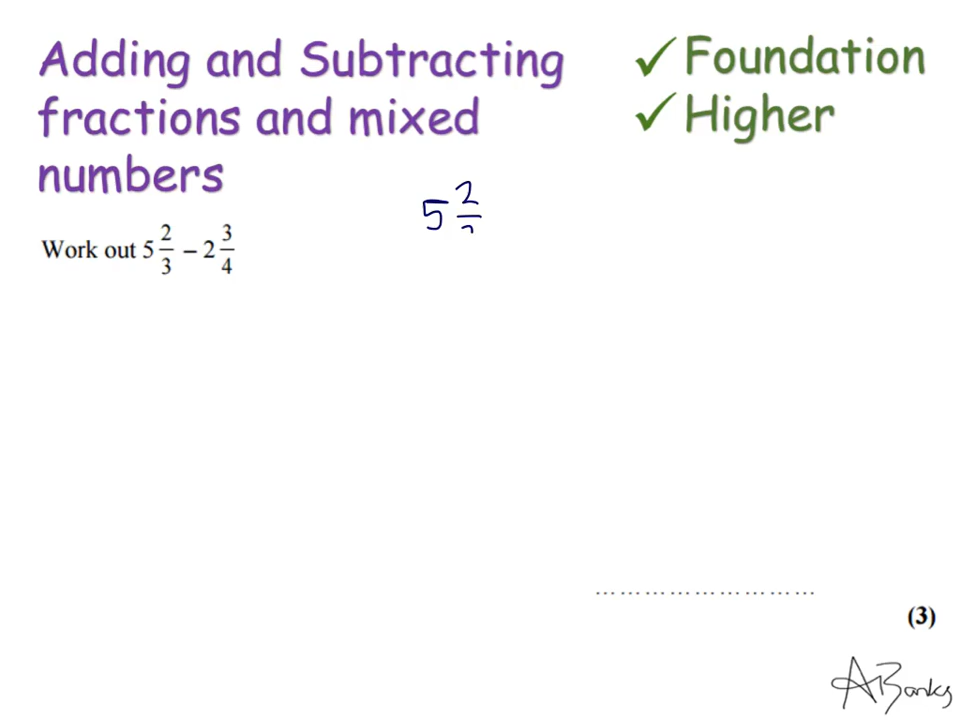 Adding and Subtracting
fractions and mixed
numbers
✓ Foundation
✓ Higher
5 2/
Work out 5 2/3 – 2 3/4
........................
(3)
ABanks